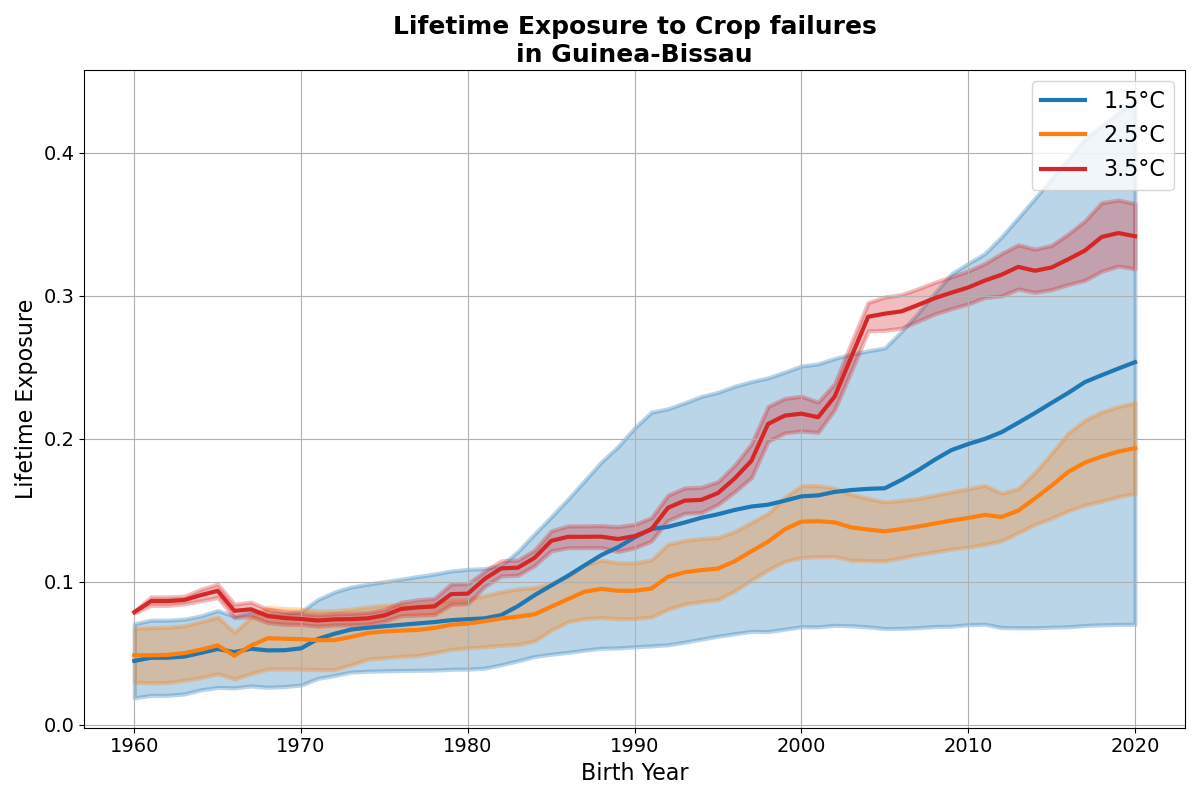 Lifetime Exposure to Crop failures
in Guinea-Bissau
1.5°C
2.5°C
3.5°C
Lifetime Exposure
0.4
0.3
0.2
0.1
0.0
1960 1970 1980 1990 2000 2010 2020
Birth Year